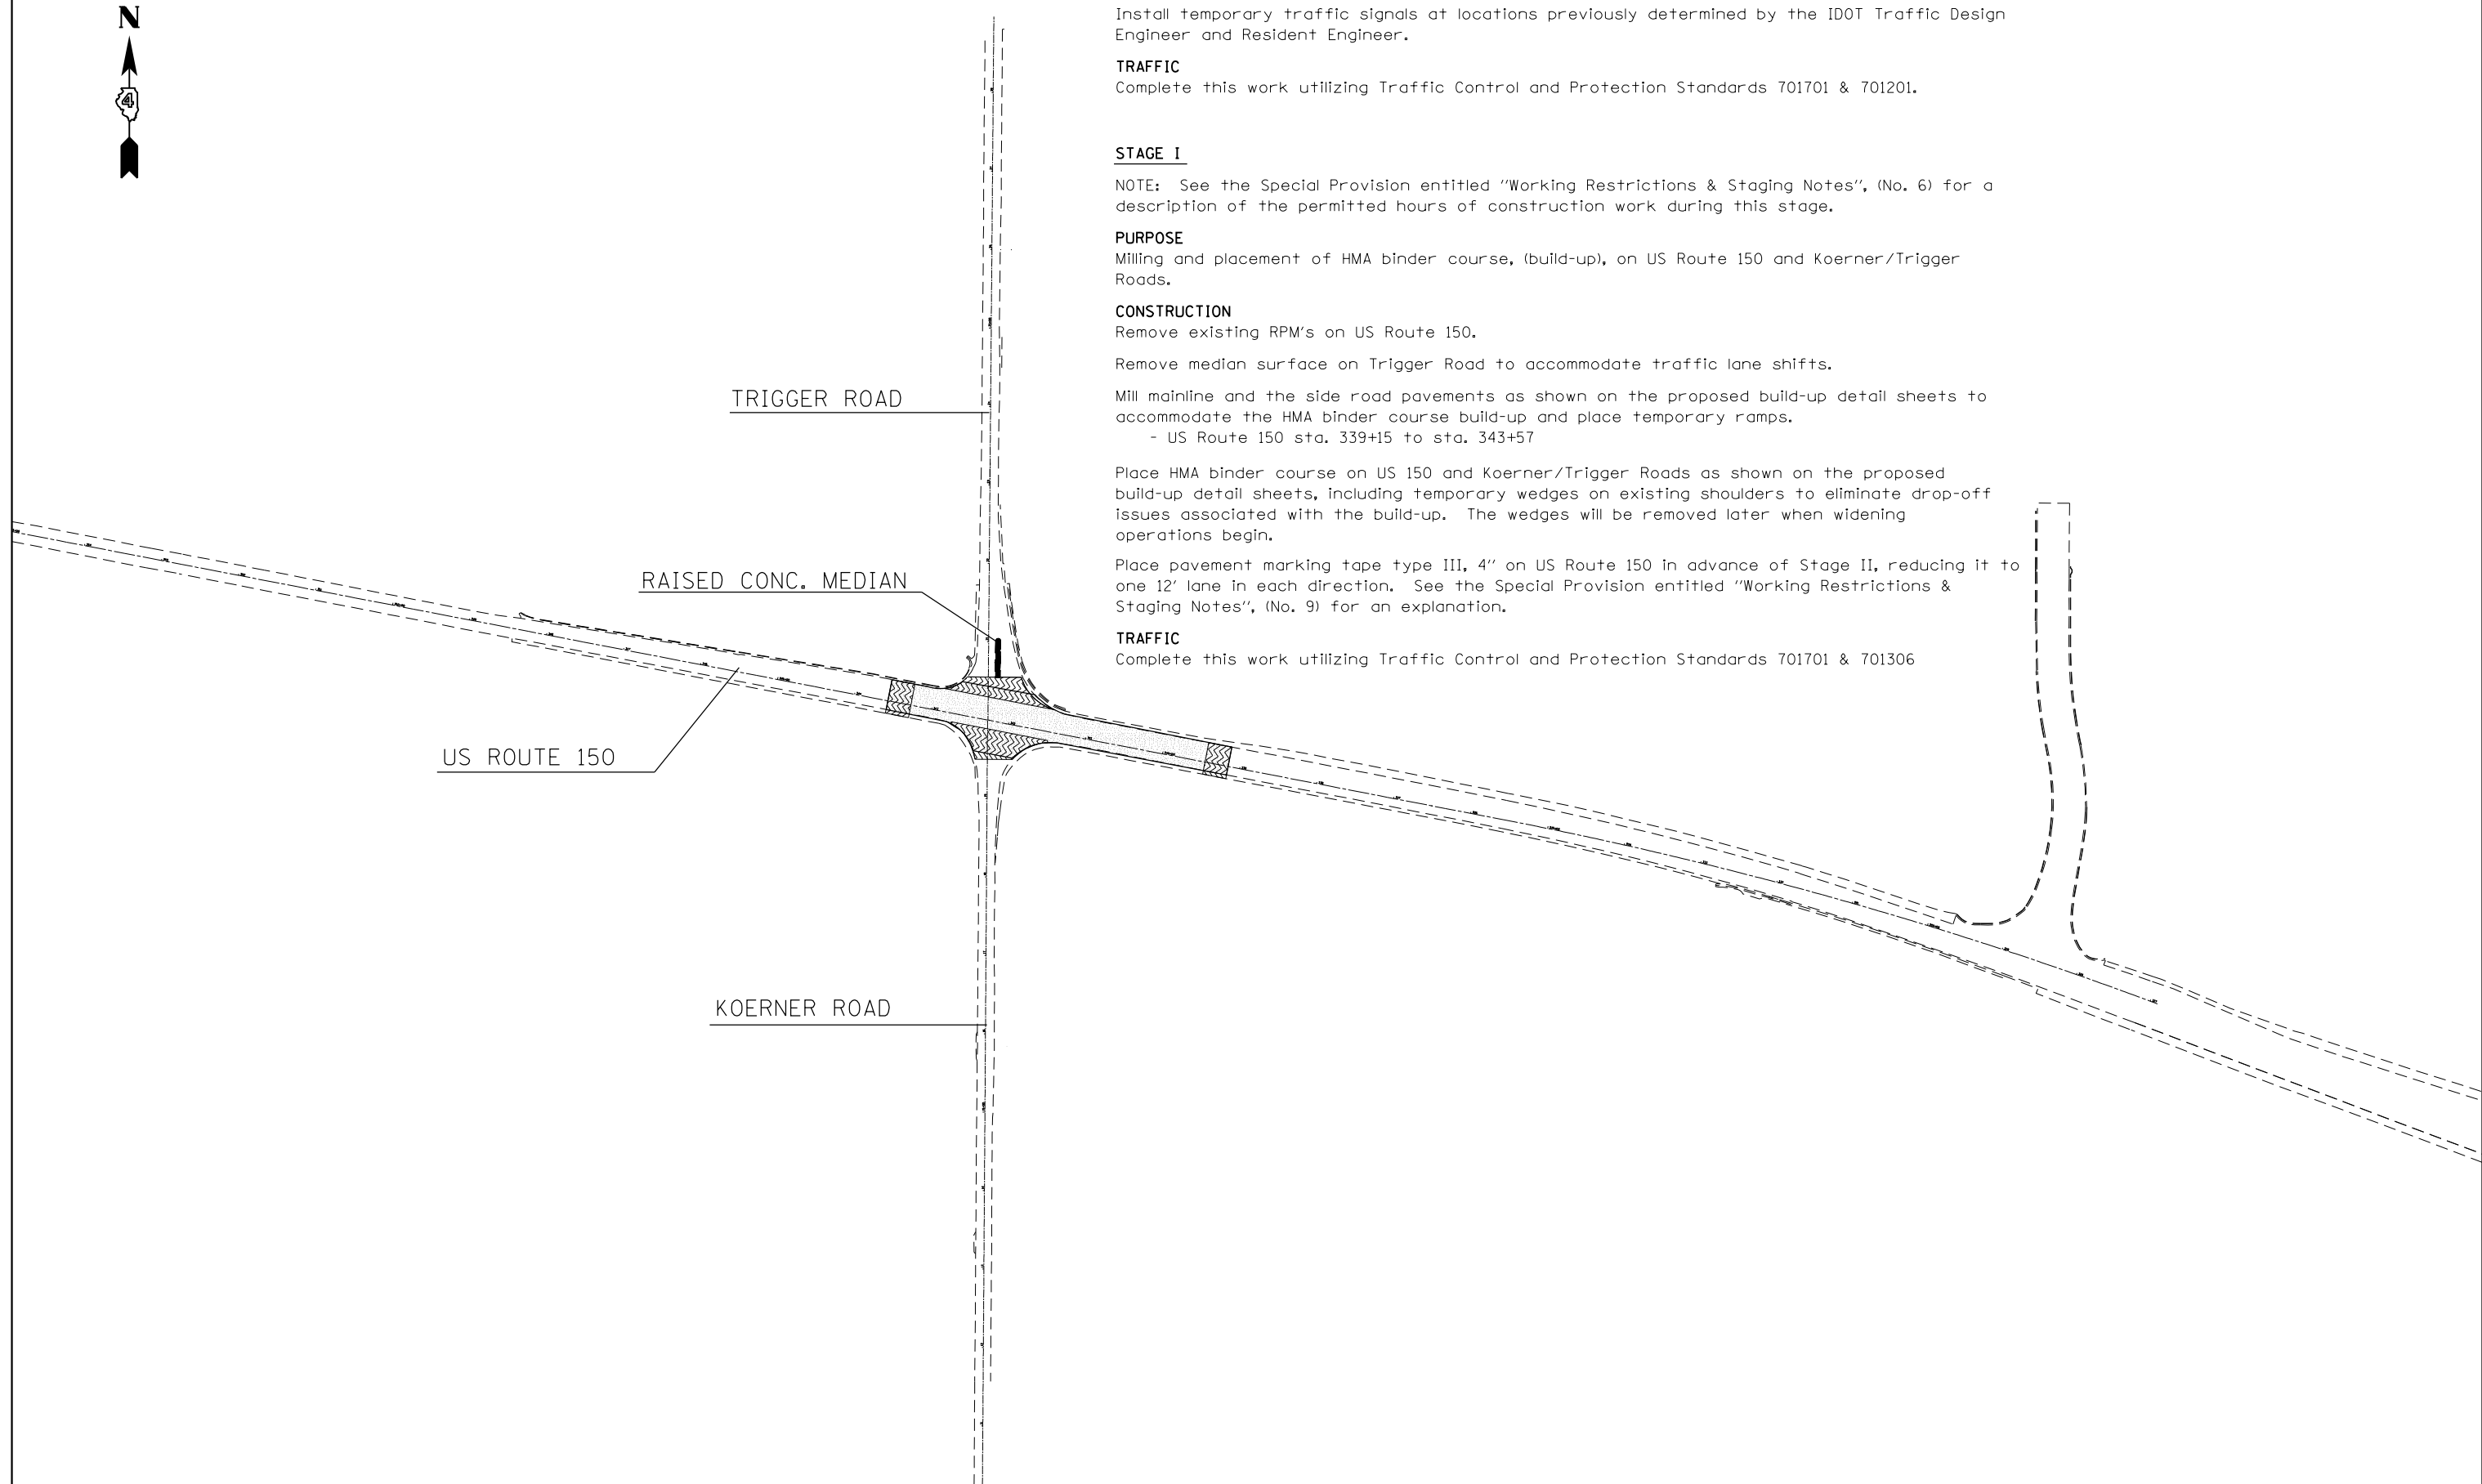 N
4
Install temporary traffic signals at locations previously determined by the IDOT Traffic Design
Engineer and Resident Engineer.
TRAFFIC
Complete this work utilizing Traffic Control and Protection Standards 701701 & 701201.
STAGE I
NOTE: See the Special Provision entitled "Working Restrictions & Staging Notes", (No. 6) for a
description of the permitted hours of construction work during this stage.
PURPOSE
Milling and placement of HMA binder course, (build-up), on US Route 150 and Koerner/Trigger
Roads.
CONSTRUCTION
Remove existing RPM's on US Route 150.
Remove median surface on Trigger Road to accommodate traffic lane shifts.
Mill mainline and the side road pavements as shown on the proposed build-up detail sheets to
accommodate the HMA binder course build-up and place temporary ramps.
- US Route 150 sta. 339+15 to sta. 343+57
Place HMA binder course on US 150 and Koerner/Trigger Roads as shown on the proposed
build-up detail sheets, including temporary wedges on existing shoulders to eliminate drop-off
issues associated with the build-up. The wedges will be removed later when widening
operations begin.
Place pavement marking tape type III, 4" on US Route 150 in advance of Stage II, reducing it to
one 12' lane in each direction. See the Special Provision entitled "Working Restrictions &
Staging Notes", (No. 9) for an explanation.
TRAFFIC
Complete this work utilizing Traffic Control and Protection Standards 701701 & 701306
TRIGGER ROAD
RAISED CONC. MEDIAN
US ROUTE 150
KOERNER ROAD